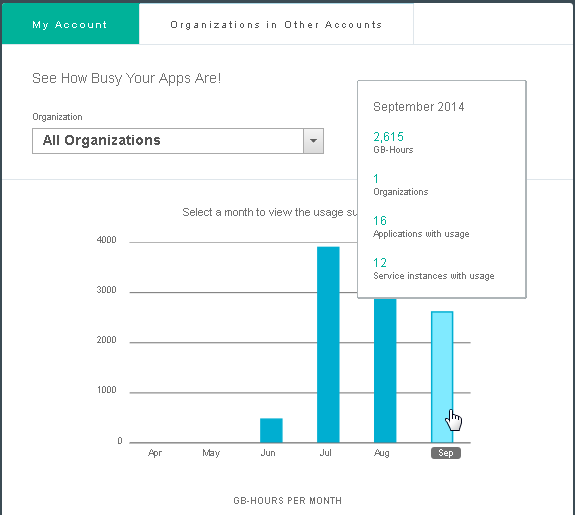 My Account
Organizations in Other Accounts
See How Busy Your Apps Are!
Organization
All Organizations
September 2014
2,615
GB-Hours
1
Organizations
16
Applications with usage
12
Service instances with usage
Select a month to view the usage su
4000
3000
2000
1000
0
Apr May Jun Jul Aug Sep
GB-HOURS PER MONTH